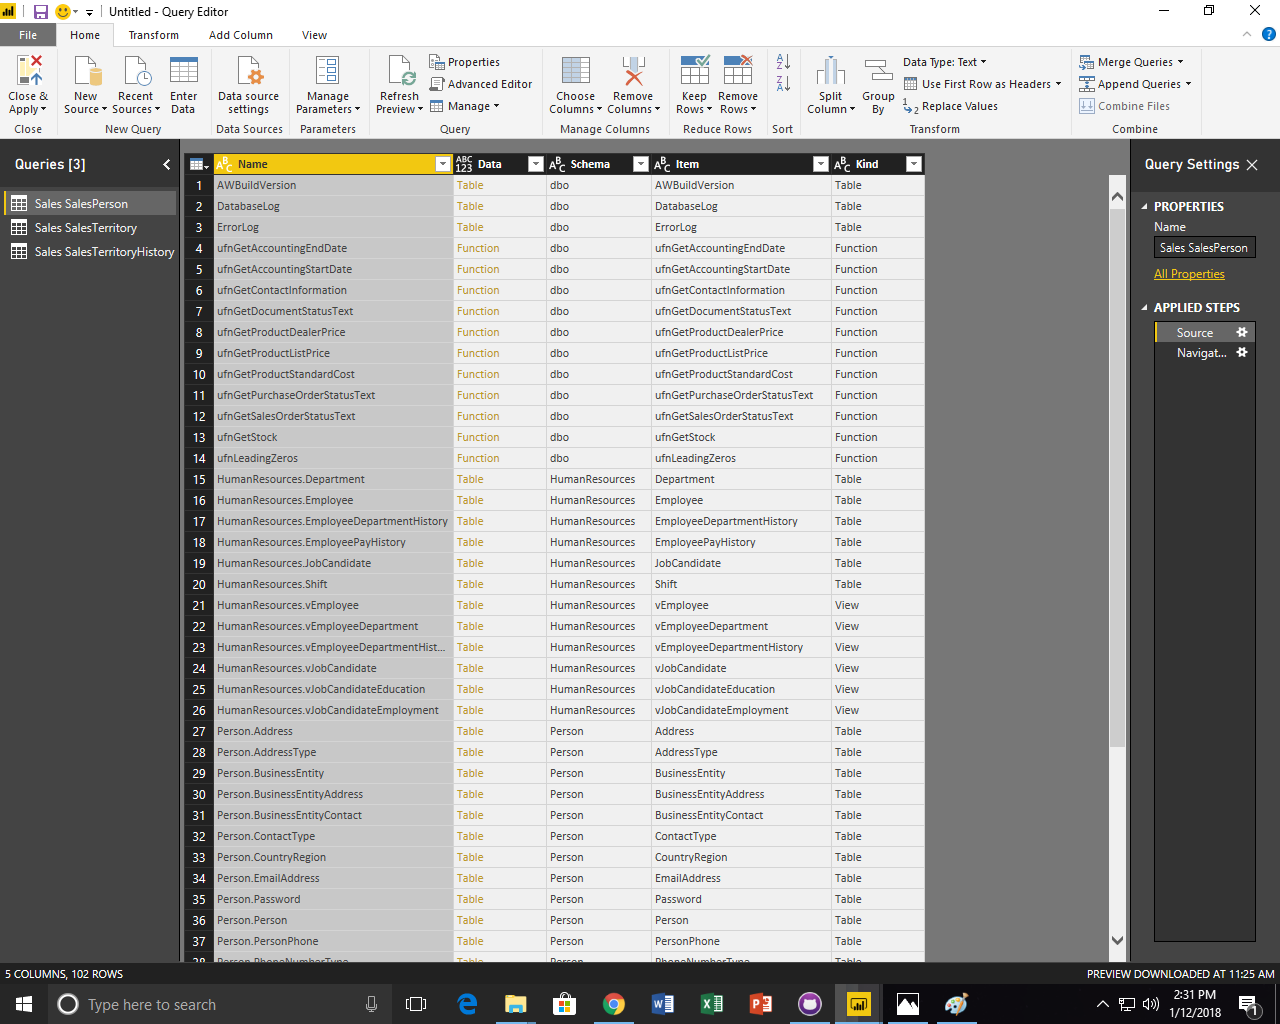 Untitled - Query Editor
File Home Transform Add Column View
Close & Apply
New Source
Recent Sources
Enter Data
Data source settings
Manage Parameters
Refresh Preview
Properties
Advanced Editor
Manage
Choose Columns
Remove Columns
Keep Rows
Remove Rows
Split Column
Group By
Data Type: Text
Use First Row as Headers
Replace Values
Merge Queries
Append Queries
Combine Files
Close New Query Data Sources Parameters Query Manage Columns Reduce Rows Sort Transform Combine
Queries [3]
Sales SalesPerson
Sales SalesTerritory
Sales SalesTerritoryHistory
Name Data Schema Item Kind
1 AWBuildVersion Table dbo AWBuildVersion Table
2 DatabaseLog Table dbo DatabaseLog Table
3 ErrorLog Table dbo ErrorLog Table
4 ufnGetAccountingEndDate Function dbo ufnGetAccountingEndDate Function
5 ufnGetAccountingStartDate Function dbo ufnGetAccountingStartDate Function
6 ufnGetContactInformation Function dbo ufnGetContactInformation Function
7 ufnGetDocumentStatusText Function dbo ufnGetDocumentStatusText Function
8 ufnGetProductDealerPrice Function dbo ufnGetProductDealerPrice Function
9 ufnGetProductListPrice Function dbo ufnGetProductListPrice Function
10 ufnGetProductStandardCost Function dbo ufnGetProductStandardCost Function
11 ufnGetPurchaseOrderStatusText Function dbo ufnGetPurchaseOrderStatusText Function
12 ufnGetSalesOrderStatusText Function dbo ufnGetSalesOrderStatusText Function
13 ufnGetStock Function dbo ufnGetStock Function
14 ufnLeadingZeros Function dbo ufnLeadingZeros Function
15 HumanResources.Department Table HumanResources Department Table
16 HumanResources.Employee Table HumanResources Employee Table
17 HumanResources.EmployeeDepartmentHistory Table HumanResources EmployeeDepartmentHistory Table
18 HumanResources.EmployeePayHistory Table HumanResources EmployeePayHistory Table
19 HumanResources.JobCandidate Table HumanResources JobCandidate Table
20 HumanResources.Shift Table HumanResources Shift Table
21 HumanResources.vEmployee Table HumanResources vEmployee View
22 HumanResources.vEmployeeDepartment Table HumanResources vEmployeeDepartment View
23 HumanResources.vEmployeeDepartmentHist... Table HumanResources vEmployeeDepartmentHistory View
24 HumanResources.vJobCandidate Table HumanResources vJobCandidate View
25 HumanResources.vJobCandidateEducation Table HumanResources vJobCandidateEducation View
26 HumanResources.vJobCandidateEmployment Table HumanResources vJobCandidateEmployment View
27 Person.Address Table Person Address Table
28 Person.AddressType Table Person AddressType Table
29 Person.BusinessEntity Table Person BusinessEntity Table
30 Person.BusinessEntityAddress Table Person BusinessEntityAddress Table
31 Person.BusinessEntityContact Table Person BusinessEntityContact Table
32 Person.ContactType Table Person ContactType Table
33 Person.CountryRegion Table Person CountryRegion Table
34 Person.EmailAddress Table Person EmailAddress Table
35 Person.Password Table Person Password Table
36 Person.Person Table Person Person Table
37 Person.PersonPhone Table Person PersonPhone Table
38 Person.PhoneNumberType Table Person PhoneNumberType Table
Query Settings
PROPERTIES
Name
Sales SalesPerson
All Properties
APPLIED STEPS
Source
Navigat...
5 COLUMNS, 102 ROWS
PREVIEW DOWNLOADED AT 11:25 AM
Type here to search
2:31 PM
1/12/2018
1